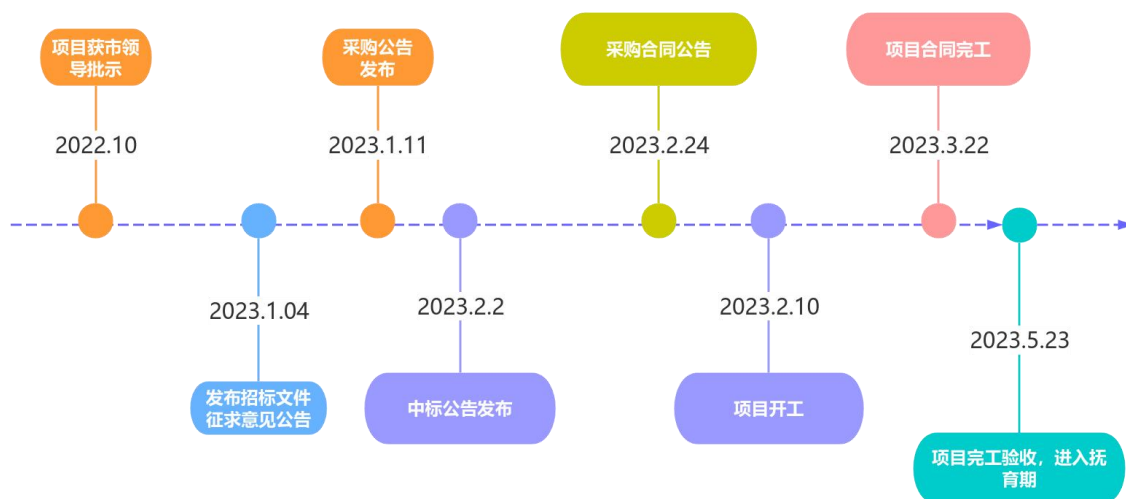 项目获市领
导批示
2022.10
发布招标文件
征求意见公告
2023.1.04
采购公告
发布
2023.1.11
中标公告发布
2023.2.2
采购合同公告
2023.2.24
项目开工
2023.2.10
项目合同完工
2023.3.22
项目完工验收，进入抚
育期
2023.5.23